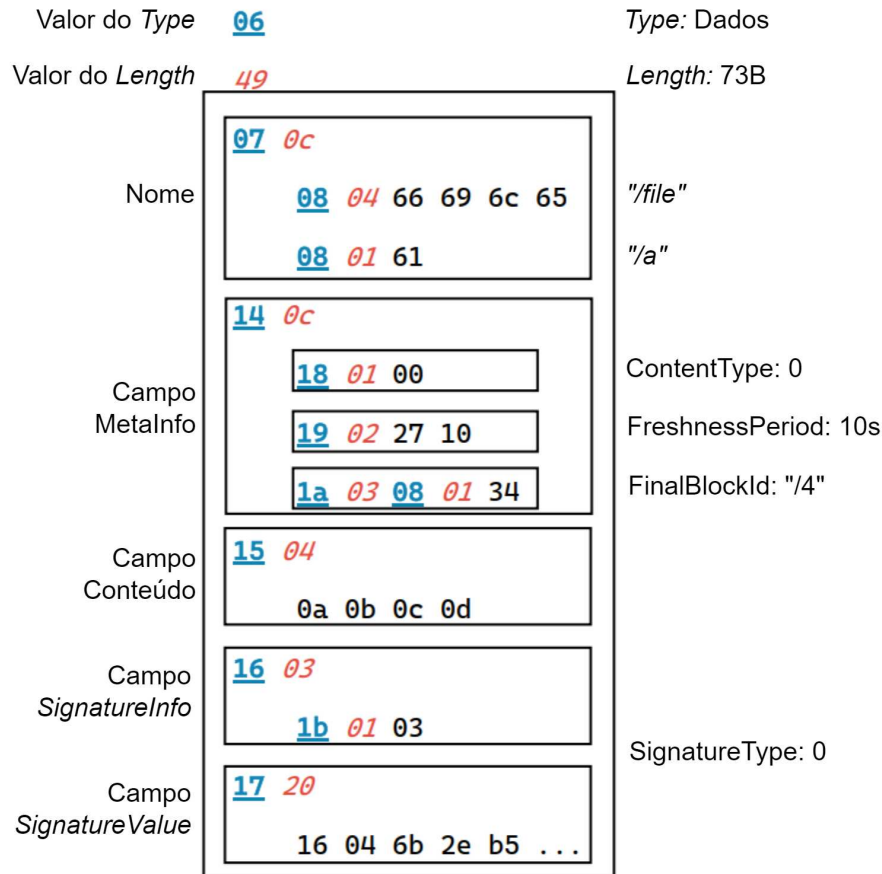 Valor do Type 06 Type: Dados
Valor do Length 49 Length: 73B
07 0c
Nome 08 04 66 69 6c 65 "/file"
08 01 61 "/a"
14 0c
18 01 00 ContentType: 0
Campo
MetaInfo 19 02 27 10 FreshnessPeriod: 10s
1a 03 08 01 34 FinalBlockId: "/4"
15 04
Campo
Conteúdo 0a 0b 0c 0d
16 03
Campo
SignatureInfo 1b 01 03
SignatureType: 0
17 20
Campo
SignatureValue 16 04 6b 2e b5 ...